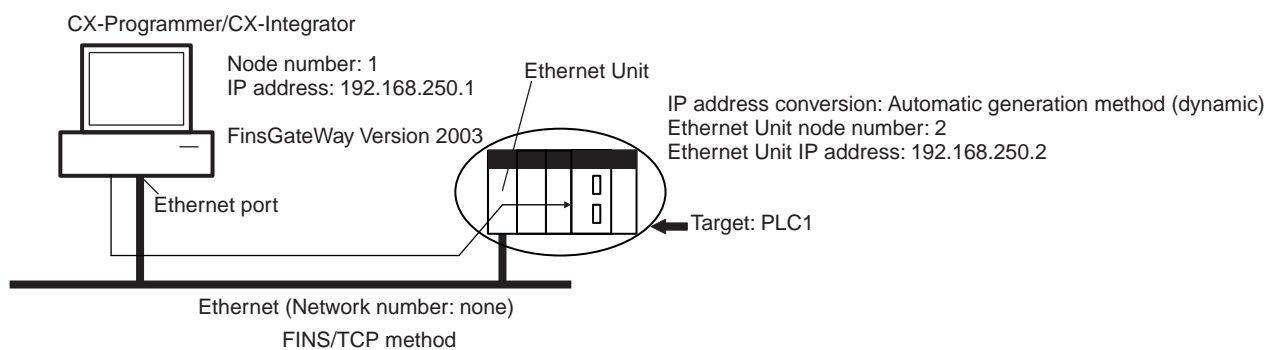 CX-Programmer/CX-Integrator
Node number: 1
IP address: 192.168.250.1
FinsGateWay Version 2003
Ethernet Unit
IP address conversion: Automatic generation method (dynamic)
Ethernet Unit node number: 2
Ethernet Unit IP address: 192.168.250.2
Ethernet port
Target: PLC1
Ethernet (Network number: none)
FINS/TCP method